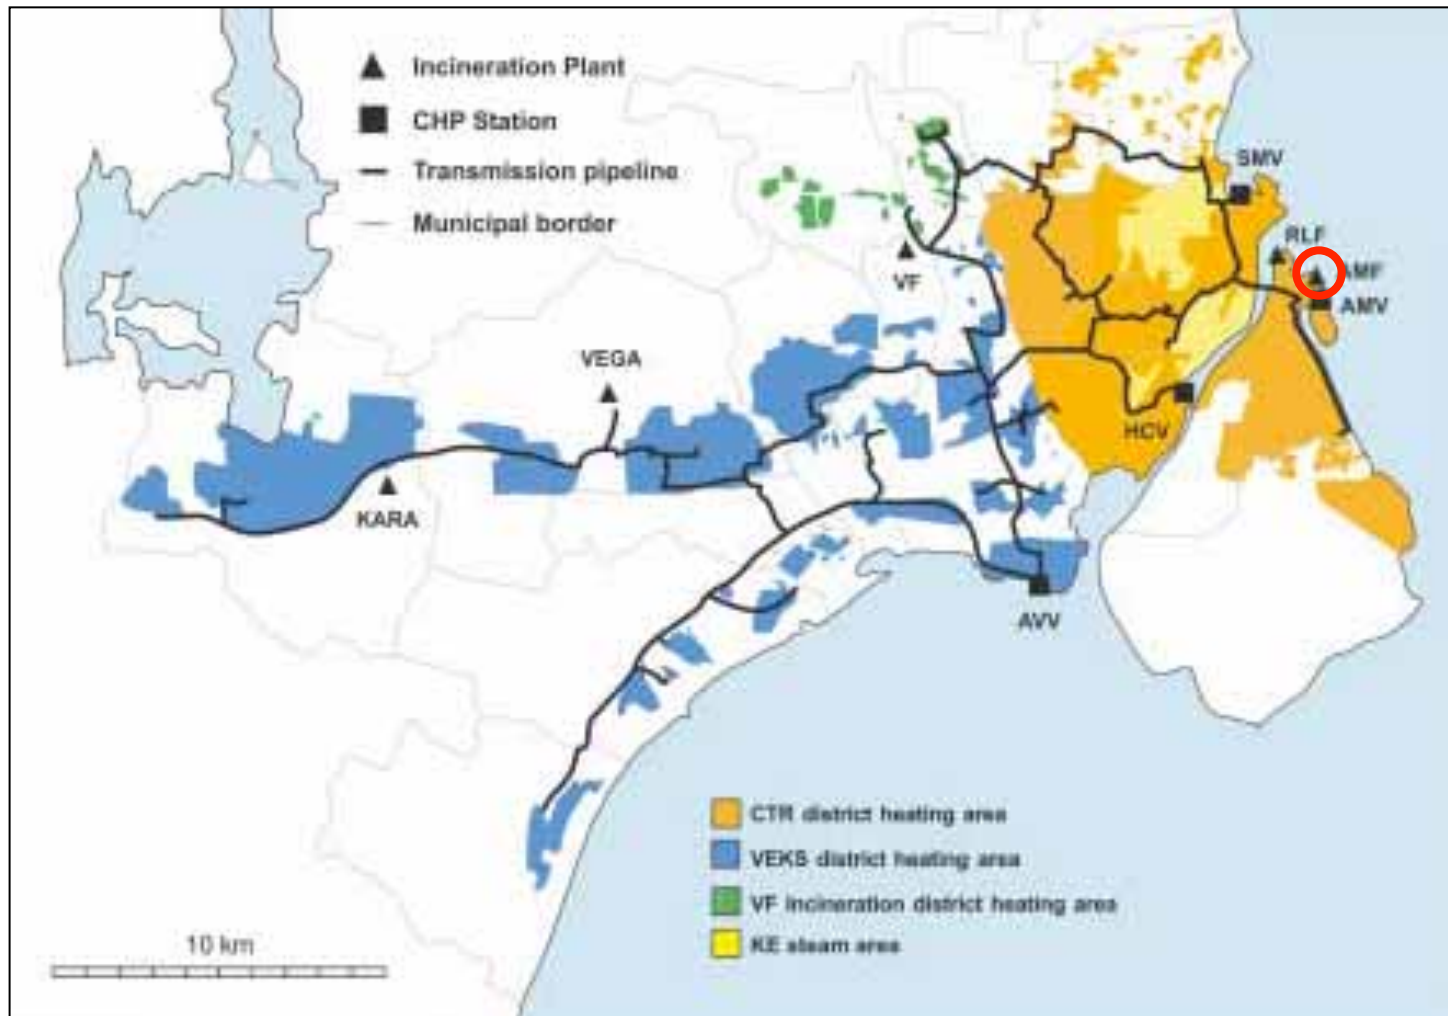 Incineration Plant
CHP Station
Transmission pipeline
Municipal border
SMV
RLF
VF
AMF
AMV
VEGA
HCV
KARA
AVV
CTR district heating area
VEKS district heating area
VF incineration district heating area
KE steam area
10 km